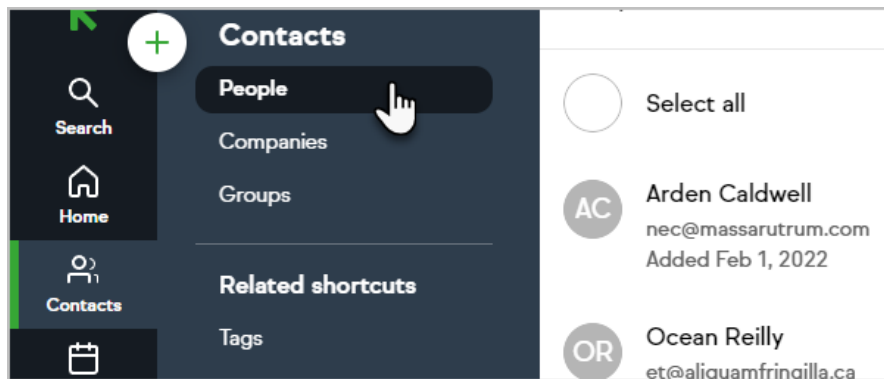 Contacts
People
Companies
Groups
Related shortcuts
Tags
Search
Home
Contacts
Select all
AC
Arden Caldwell
nec@massarutrum.com
Added Feb 1, 2022
OR
Ocean Reilly
et@aliquamfringilla.ca